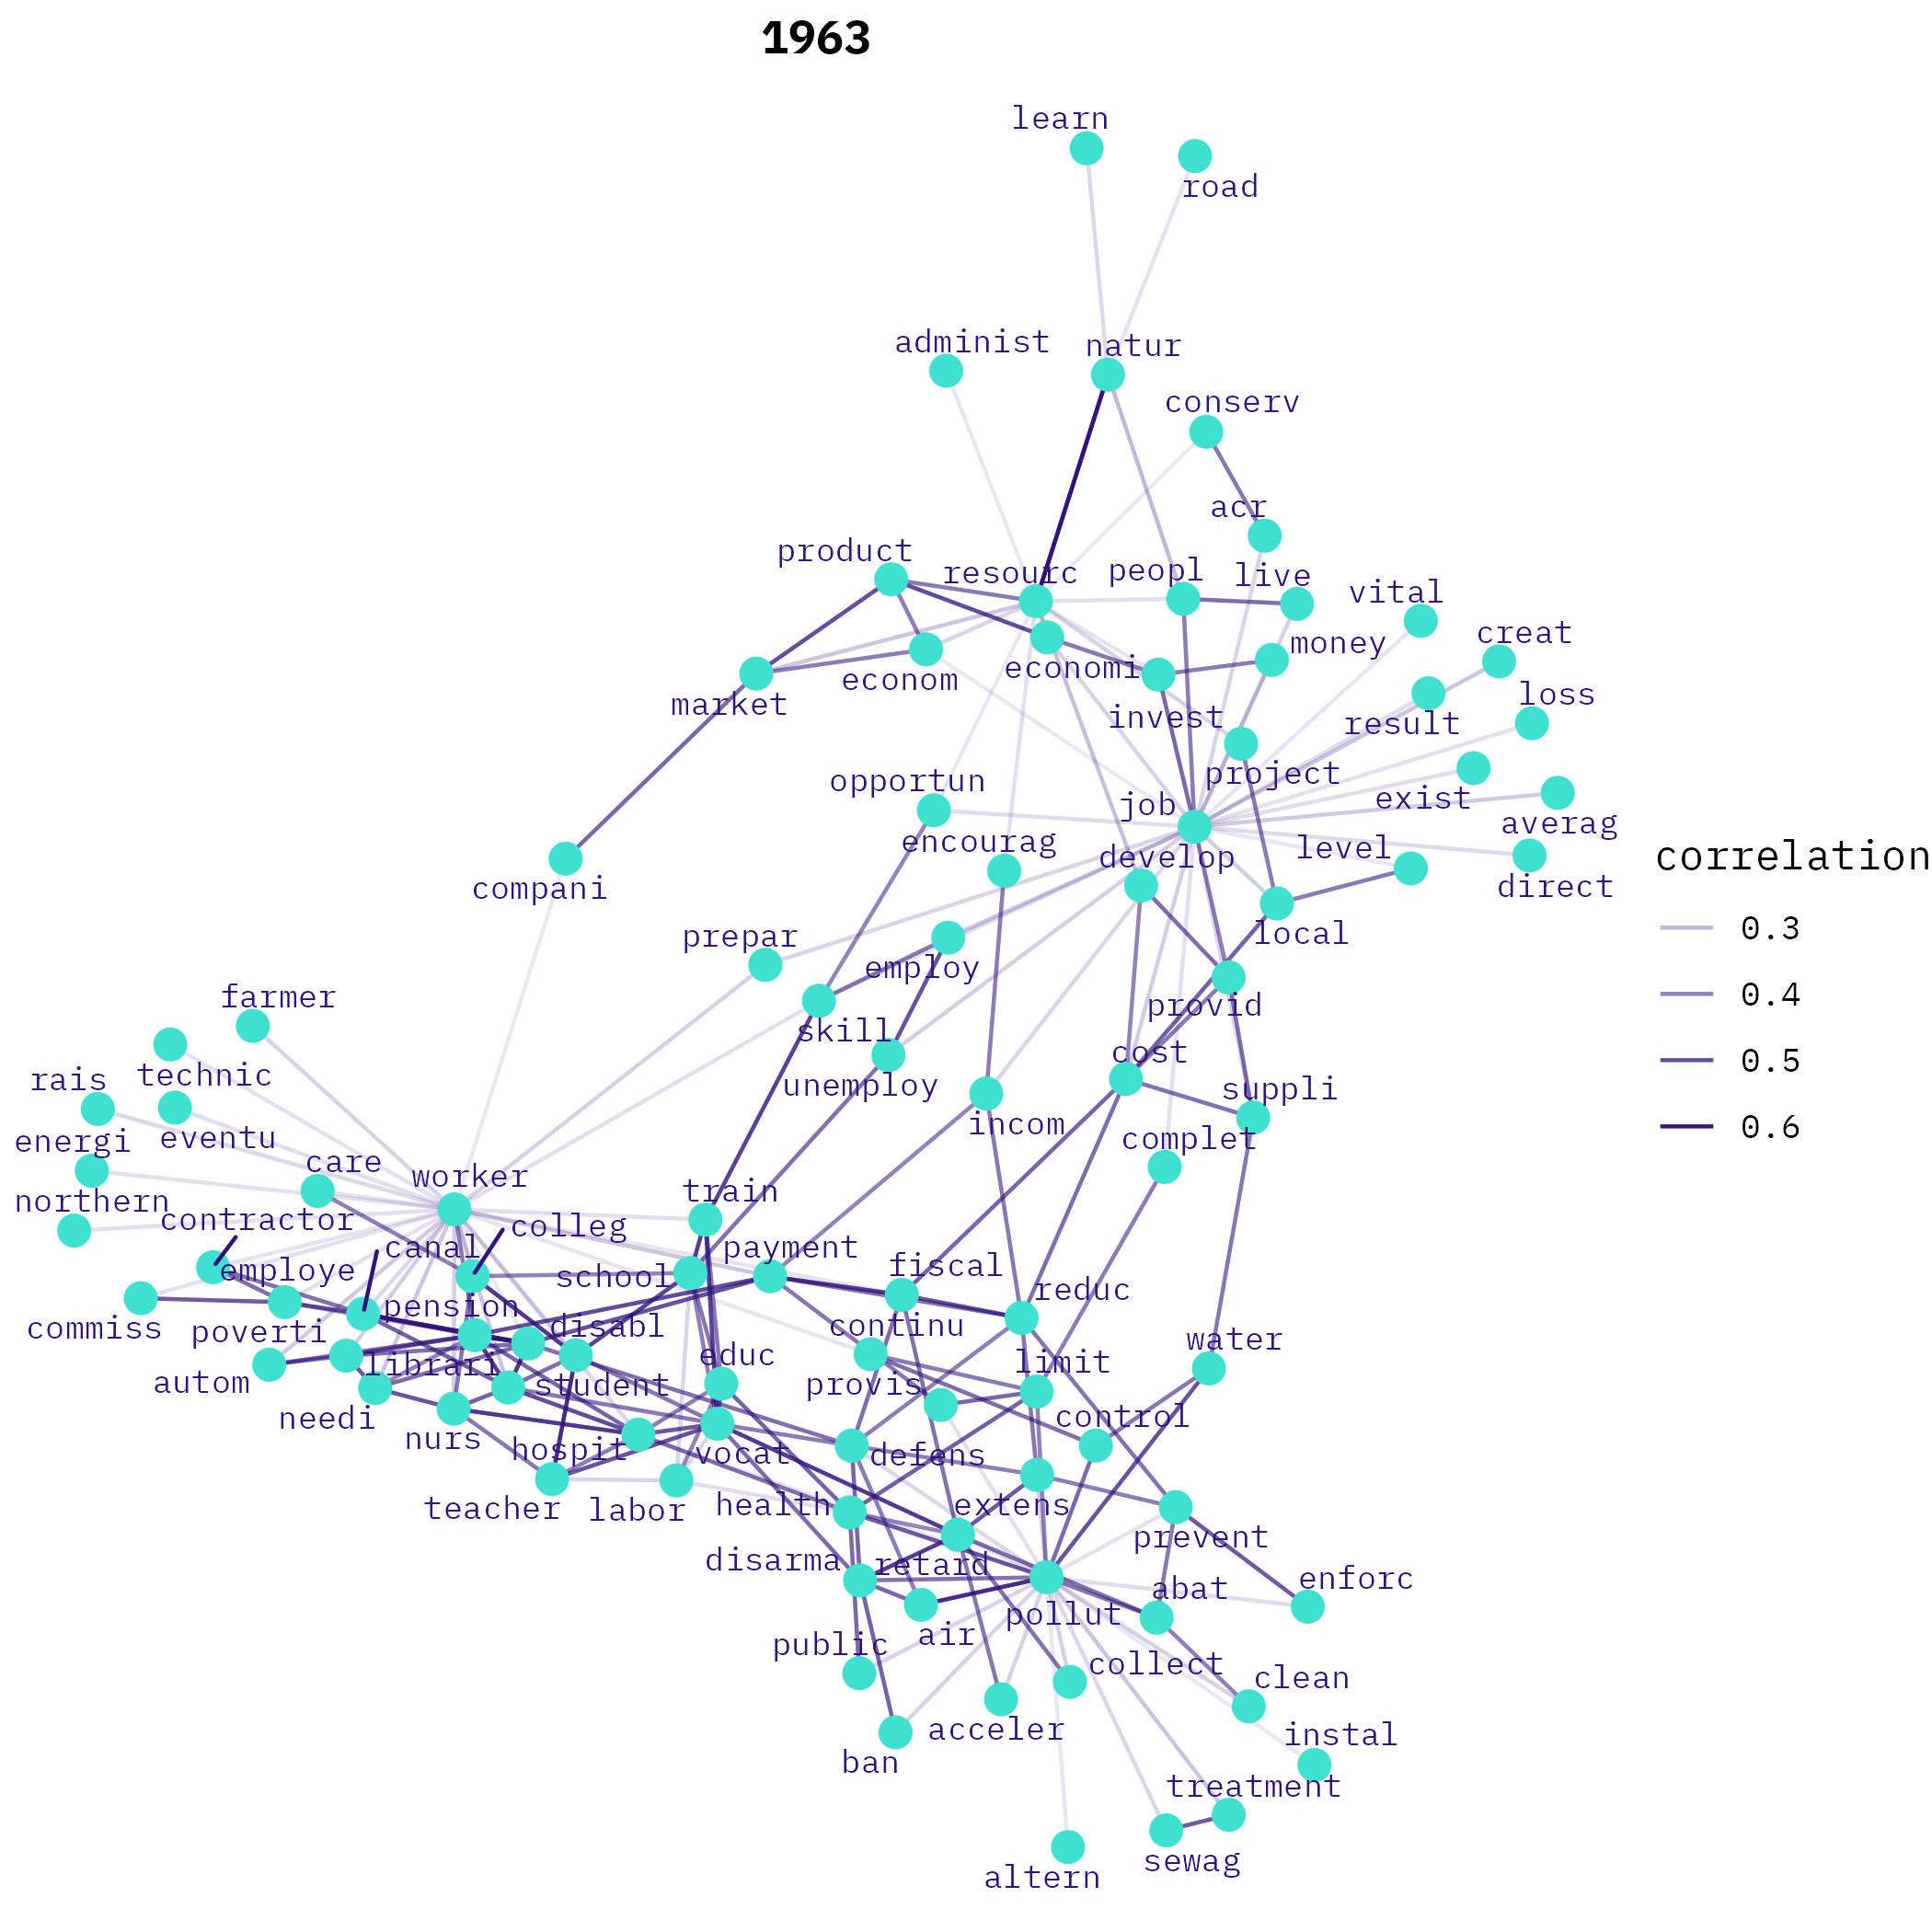 1963
learn
road
administ
natur
conserv
acr
product
resourc
peopl
live
vital
creat
economi
money
econom
market
invest
result
loss
opportun
project
job
exist
averag
encourag
level
develop
direct
compani
prepar
local
employ
farmer
provid
skill
cost
rais
technic
unemploy
suppli
energi
eventu
incom
complet
care
worker
train
northern
contractor
colleg
canal
payment
employe
school
fiscal
reduc
pension
commiss
poverti
disabl
continu
water
librari
educ
limit
autom
student
provis
needi
control
nurs
hospit
vocat
defens
teacher
labor
health
extens
prevent
disarma
retard
enforc
abat
pollut
public
air
collect
clean
acceler
instal
ban
treatment
sewag
altern
correlation
0.3
0.4
0.5
0.6